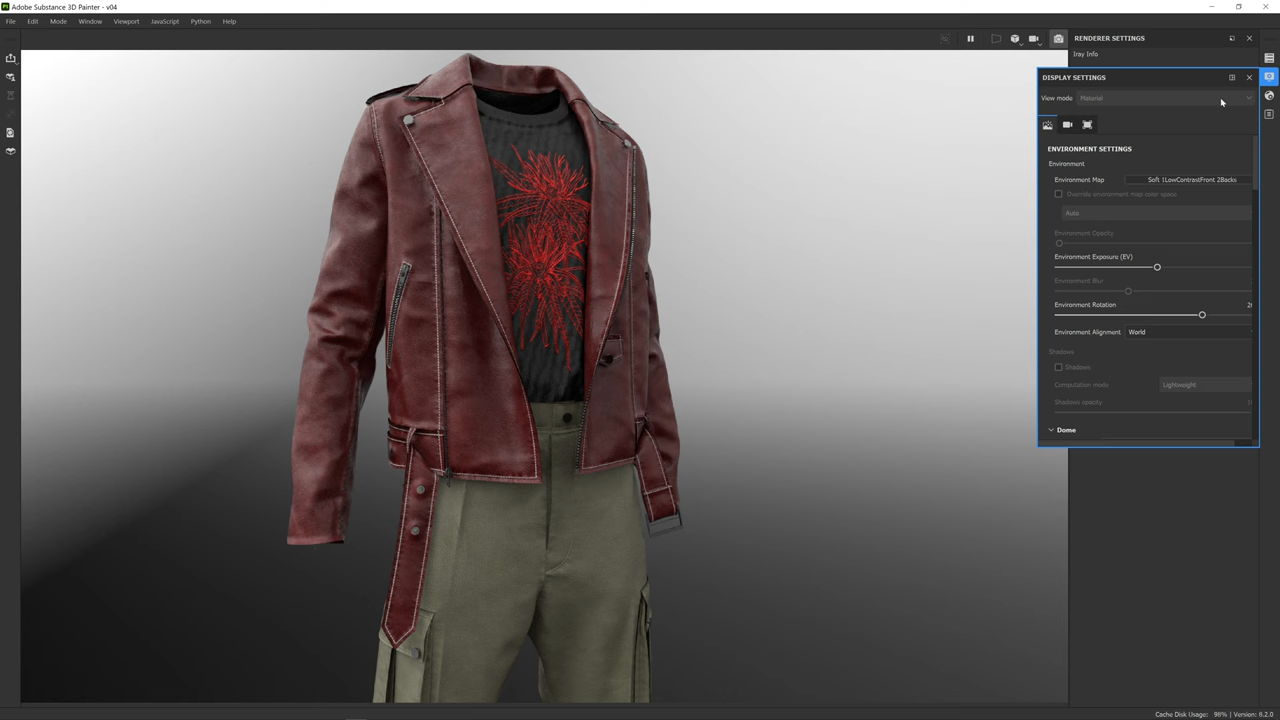 Adobe Substance 3D Painter - v04
File Edit Mode Window Viewport JavaScript Python Help
RENDERER SETTINGS
Iray Info
DISPLAY SETTINGS
View mode Material
ENVIRONMENT SETTINGS
Environment
Environment Map Soft 1LowContrastFront 2Backs
Override environment map color space
Auto
Environment Opacity
Environment Exposure (EV)
Environment Blur
Environment Rotation
Environment Alignment World
Shadows
Shadows
Computation mode Lightweight
Shadows opacity
Dome
Cache Disk Usage: 98% | Version: 8.2.0